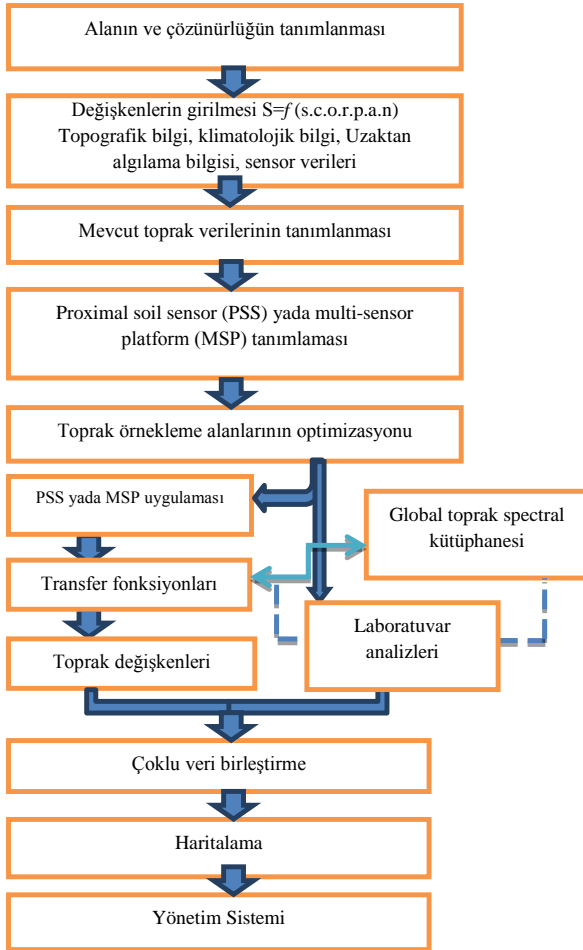 Alanın ve çözünürlüğün tanımlanması
Değişkenlerin girilmesi S=f (s.c.o.r.p.a.n)
Topografik bilgi, klimatolojik bilgi, Uzaktan
algılama bilgisi, sensor verileri
Mevcut toprak verilerinin tanımlanması
Proximal soil sensor (PSS) yada multi-sensor
platform (MSP) tanımlaması
Toprak örnekleme alanlarının optimizasyonu
PSS yada MSP uygulaması
Global toprak spectral
kütüphanesi
Transfer fonksiyonları
Laboratuvar
analizleri
Toprak değişkenleri
Çoklu veri birleştirme
Haritalama
Yönetim Sistemi